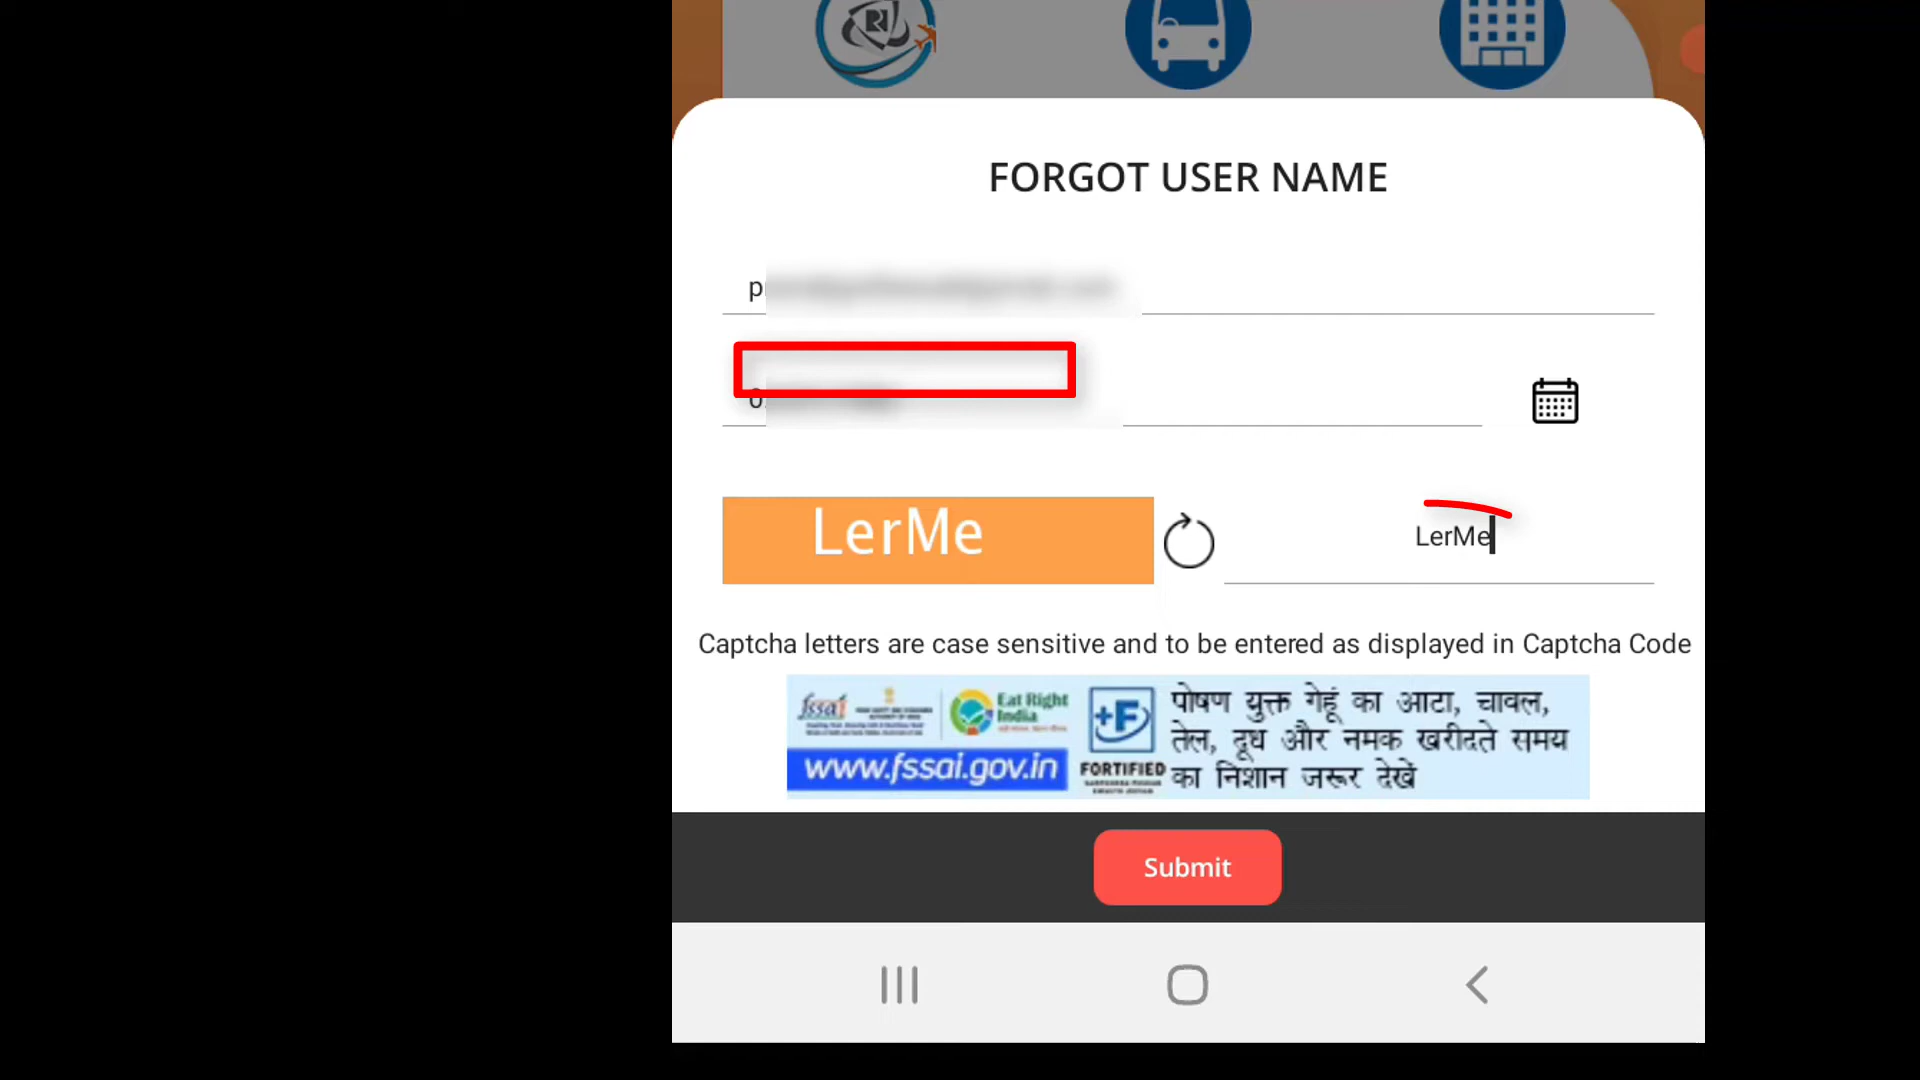 FORGOT USER NAME
LerMe
LerMe
Captcha letters are case sensitive and to be entered as displayed in Captcha Code
fssai
Eat Right
India
www.fssai.gov.in
+F
FORTIFIED
पोषण युक्त गेहूं का आटा, चावल,
तेल, दूध और नमक खरीदते समय
का निशान जरूर देखें
Submit